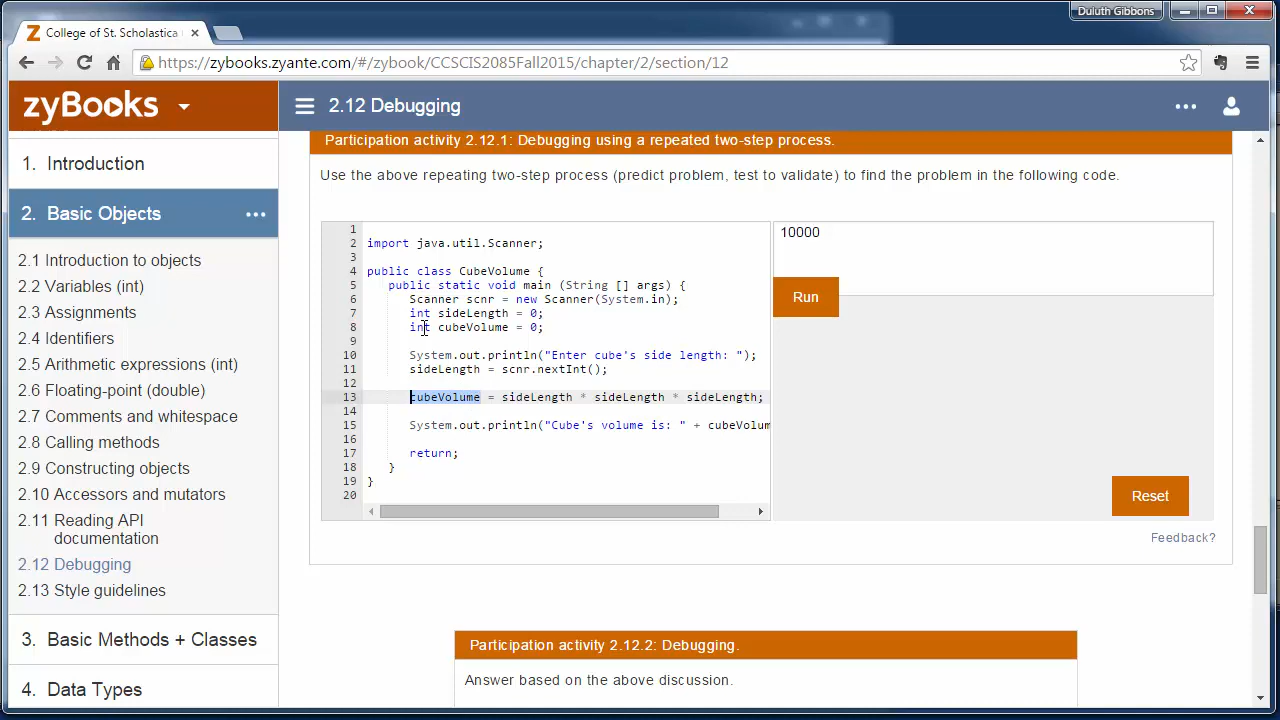 Duluth Gibbons
College of St. Scholastica
https://zybooks.zyante.com/#/zybook/CCSCIS2085Fall2015/chapter/2/section/12
zyBooks
2.12 Debugging
1. Introduction
2. Basic Objects
2.1 Introduction to objects
2.2 Variables (int)
2.3 Assignments
2.4 Identifiers
2.5 Arithmetic expressions (int)
2.6 Floating-point (double)
2.7 Comments and whitespace
2.8 Calling methods
2.9 Constructing objects
2.10 Accessors and mutators
2.11 Reading API
documentation
2.12 Debugging
2.13 Style guidelines
3. Basic Methods + Classes
4. Data Types
Participation activity 2.12.1: Debugging using a repeated two-step process.
Use the above repeating two-step process (predict problem, test to validate) to find the problem in the following code.
1
2 import java.util.Scanner;
3
4 public class CubeVolume {
5 public static void main (String [] args) {
6 Scanner scnr = new Scanner(System.in);
7 int sideLength = 0;
8 int cubeVolume = 0;
9
10 System.out.println("Enter cube's side length: ");
11 sideLength = scnr.nextInt();
12
13 cubeVolume = sideLength * sideLength * sideLength;
14
15 System.out.println("Cube's volume is: " + cubeVolum
16
17 return;
18 }
19 }
20
10000
Run
Reset
Feedback?
Participation activity 2.12.2: Debugging.
Answer based on the above discussion.